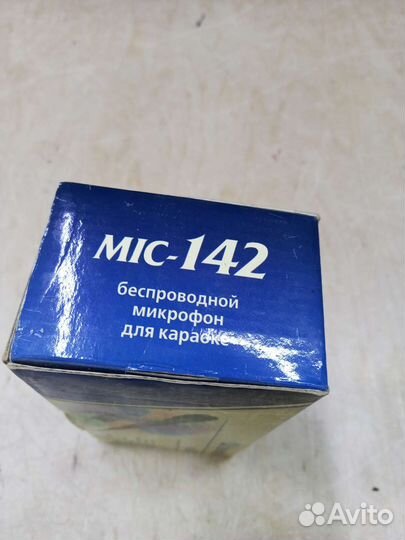 MIC-142
беспроводной
микрофон
для караоке
Avito